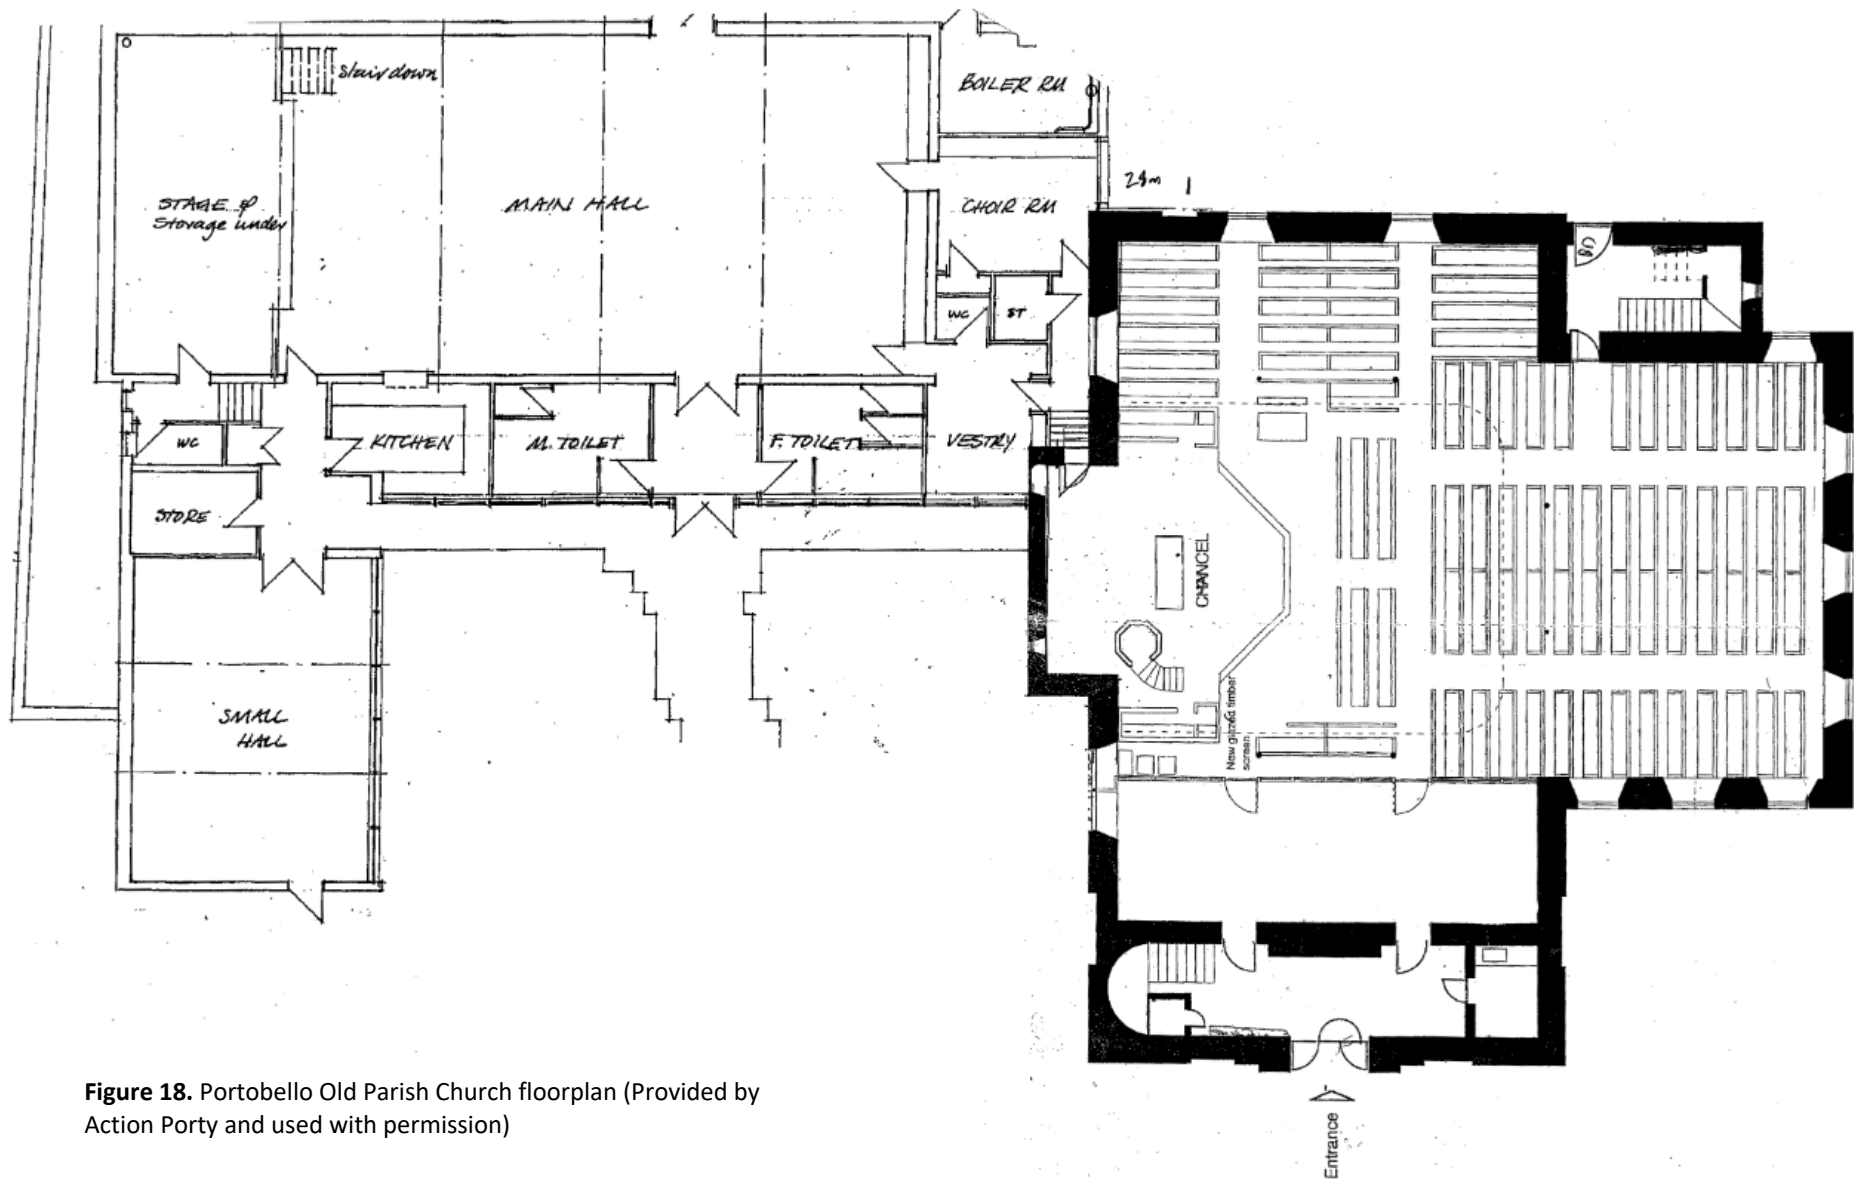 stair down
BOILER RM
STAGE &
Storage under
MAIN HALL
CHOIR RM
28m
CUB
WC
ST
WC
KITCHEN
M. TOILET
F. TOILET
VESTRY
STORE
CHANCEL
SMALL
HALL
New glazed timber
screen
Entrance
Figure 18. Portobello Old Parish Church floorplan (Provided by
Action Porty and used with permission)